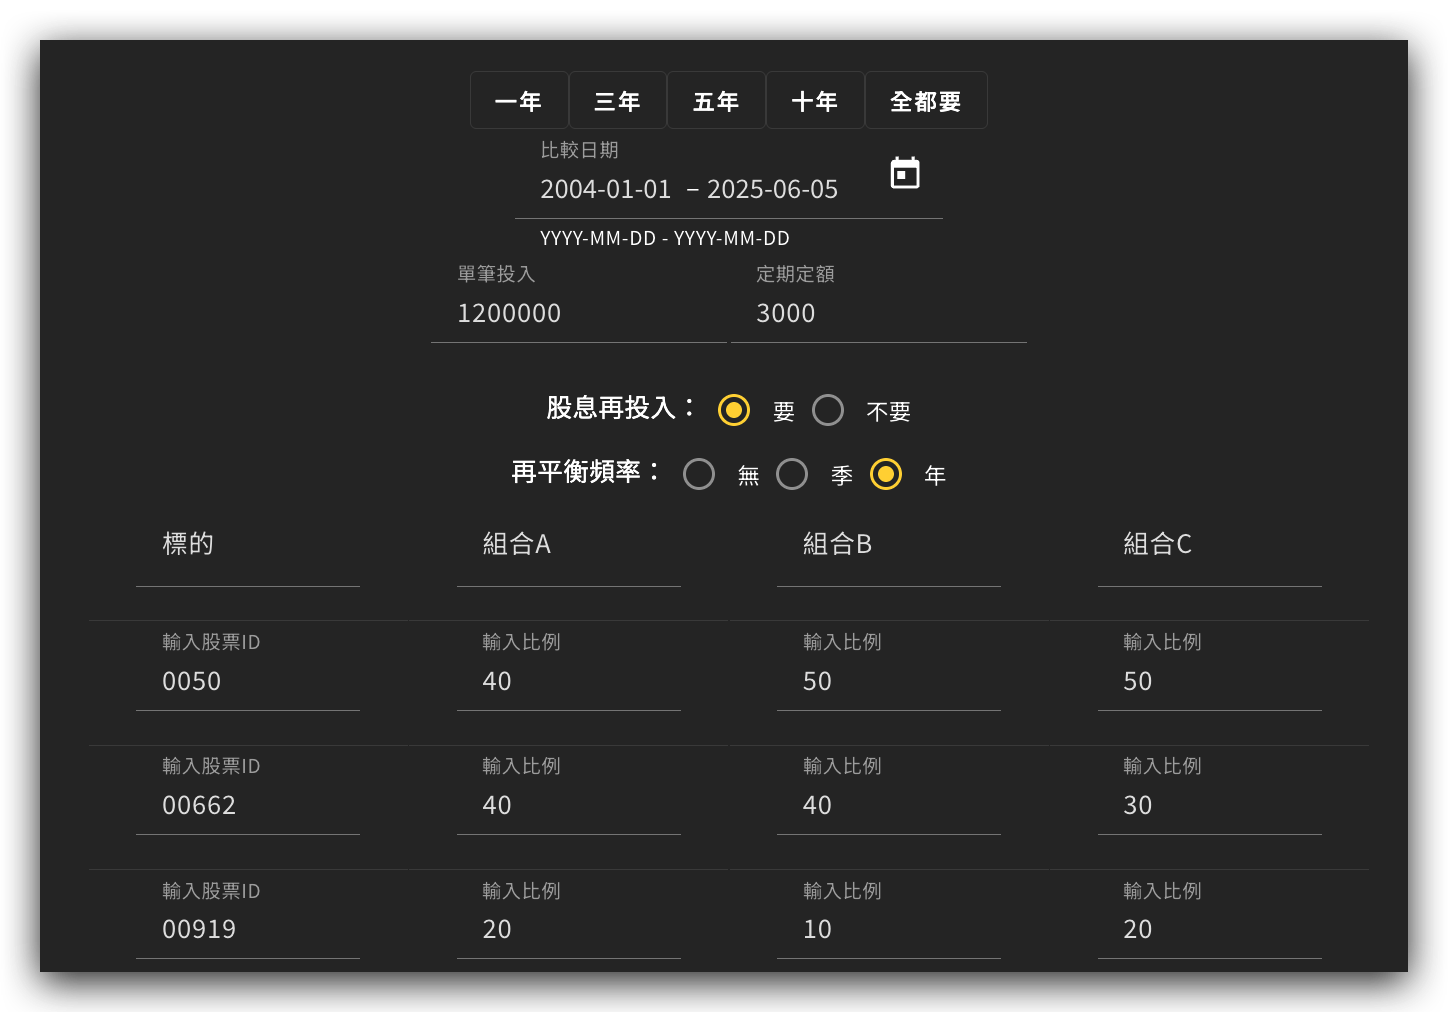 一年 三年 五年 十年 全都要
比較日期
2004-01-01 – 2025-06-05
YYYY-MM-DD - YYYY-MM-DD
單筆投入 定期定額
1200000 3000
股息再投入： 要 不要
再平衡頻率： 無 季 年
標的 組合A 組合B 組合C
輸入股票ID 輸入比例 輸入比例 輸入比例
0050 40 50 50
輸入股票ID 輸入比例 輸入比例 輸入比例
00662 40 40 30
輸入股票ID 輸入比例 輸入比例 輸入比例
00919 20 10 20